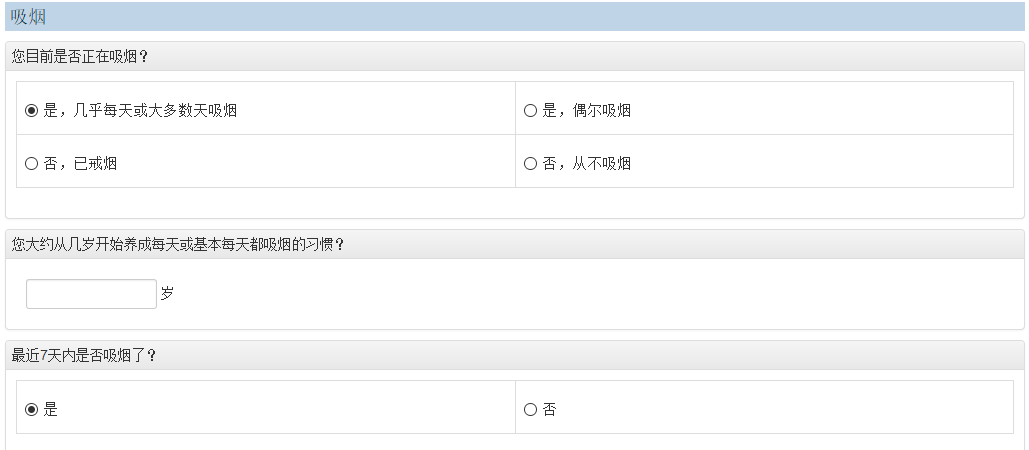 吸烟
您目前是否正在吸烟？
是，几乎每天或大多数天吸烟
是，偶尔吸烟
否，已戒烟
否，从不吸烟
您大约从几岁开始养成每天或基本每天都吸烟的习惯？
岁
最近7天内是否吸烟了？
是
否